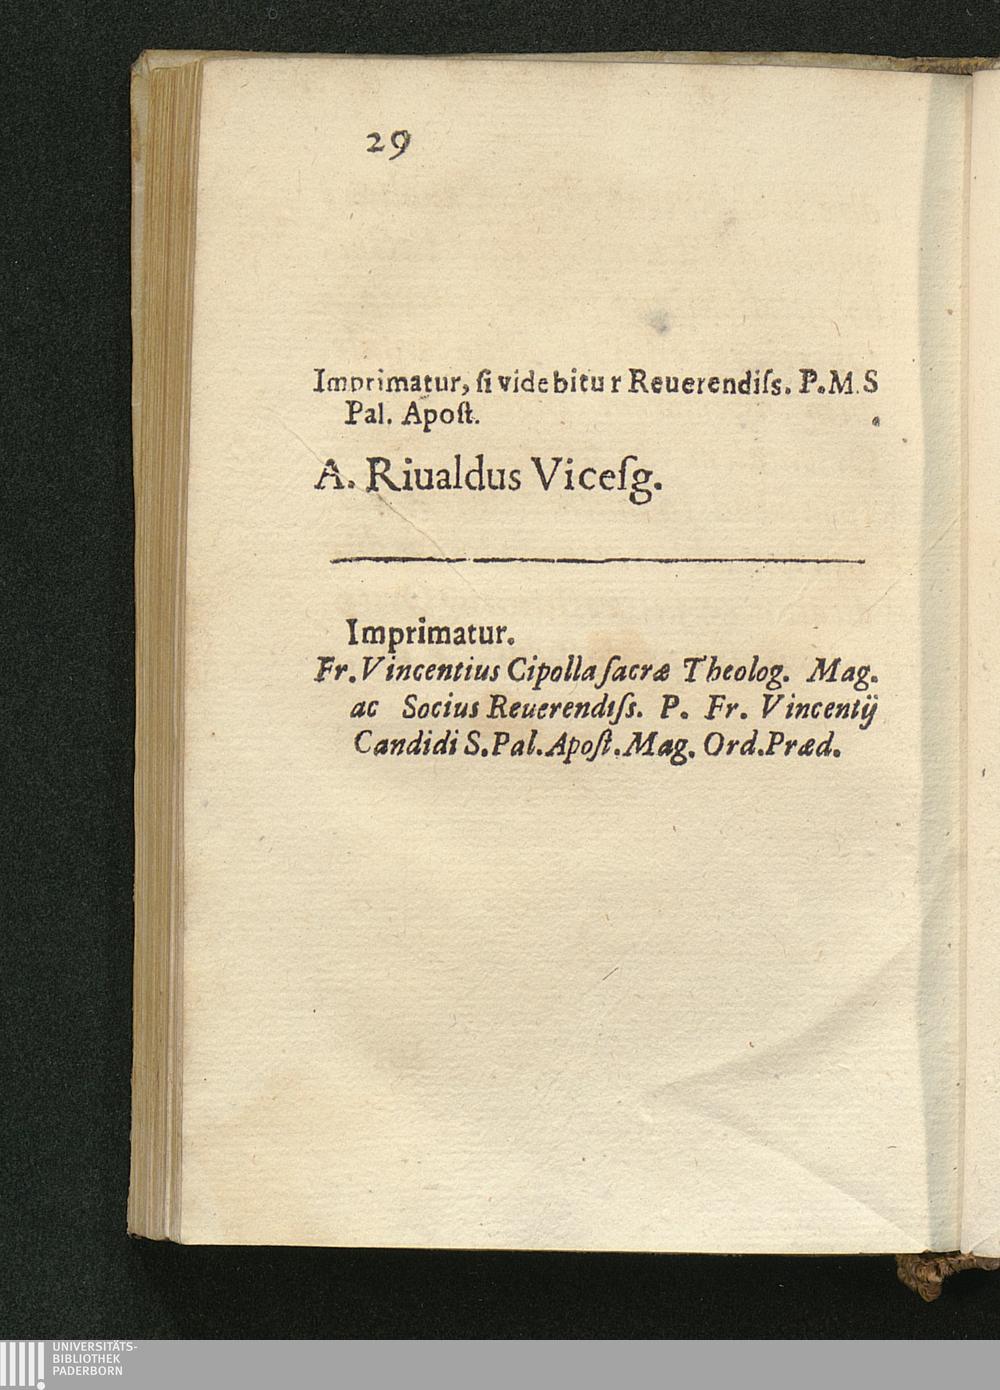 29
Imprimatur, ſi videbitur Reuerendiſs. P.M.S
Pal. Apoſt.
A. Riualdus Viceſg.
Imprimatur.
Fr. Vincentius Cipolla ſacræ Theolog. Mag.
ac Socius Reuerendiſs. P. Fr. Vincentij
Candidi S. Pal. Apoſt. Mag. Ord. Præd.
UNIVERSITÄTS-
BIBLIOTHEK
PADERBORN